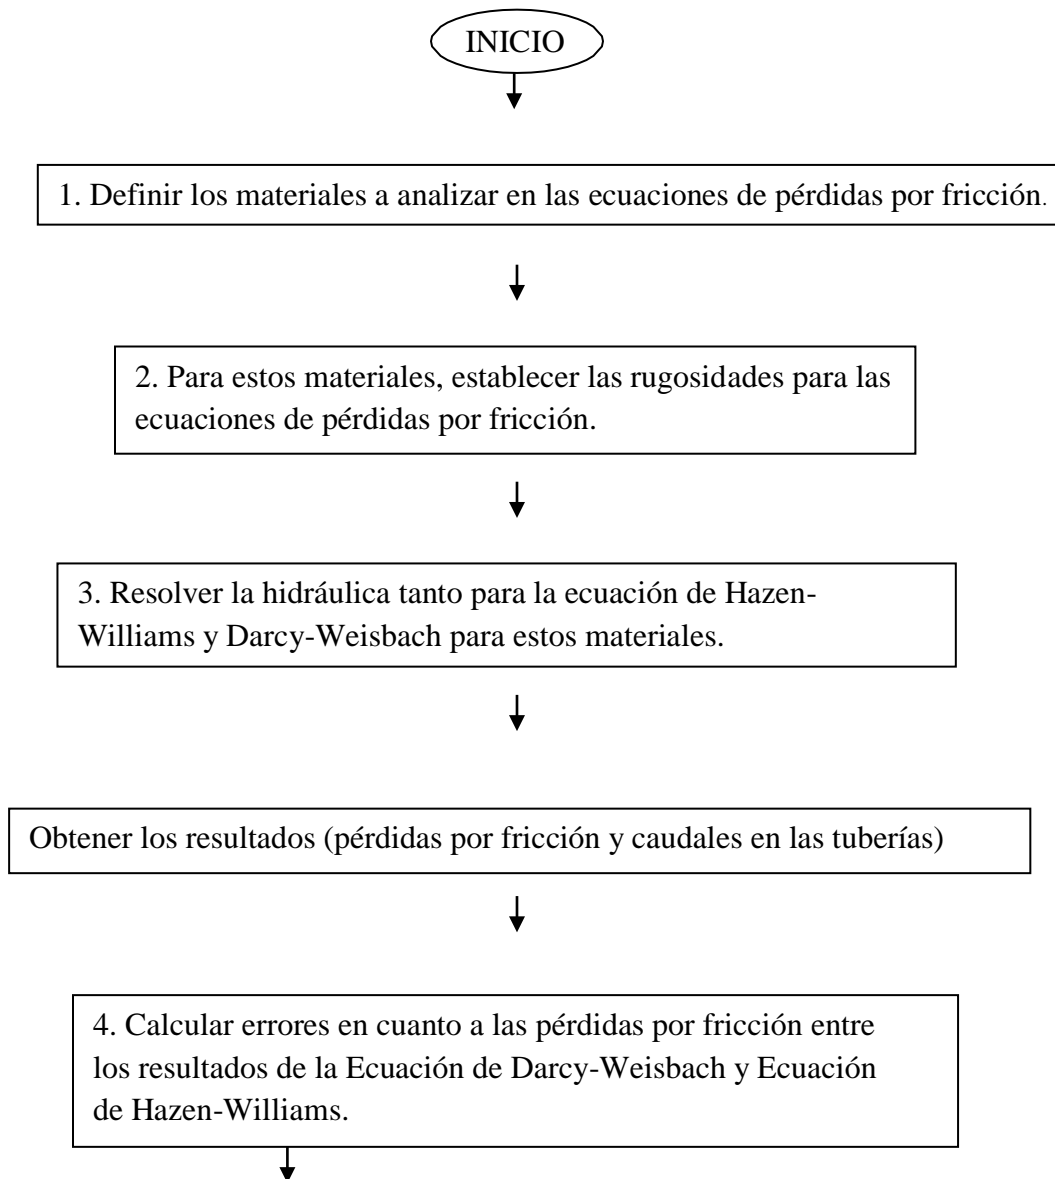 INICIO
1. Definir los materiales a analizar en las ecuaciones de pérdidas por fricción.
2. Para estos materiales, establecer las rugosidades para las
ecuaciones de pérdidas por fricción.
3. Resolver la hidráulica tanto para la ecuación de Hazen-
Williams y Darcy-Weisbach para estos materiales.
Obtener los resultados (pérdidas por fricción y caudales en las tuberías)
4. Calcular errores en cuanto a las pérdidas por fricción entre
los resultados de la Ecuación de Darcy-Weisbach y Ecuación
de Hazen-Williams.